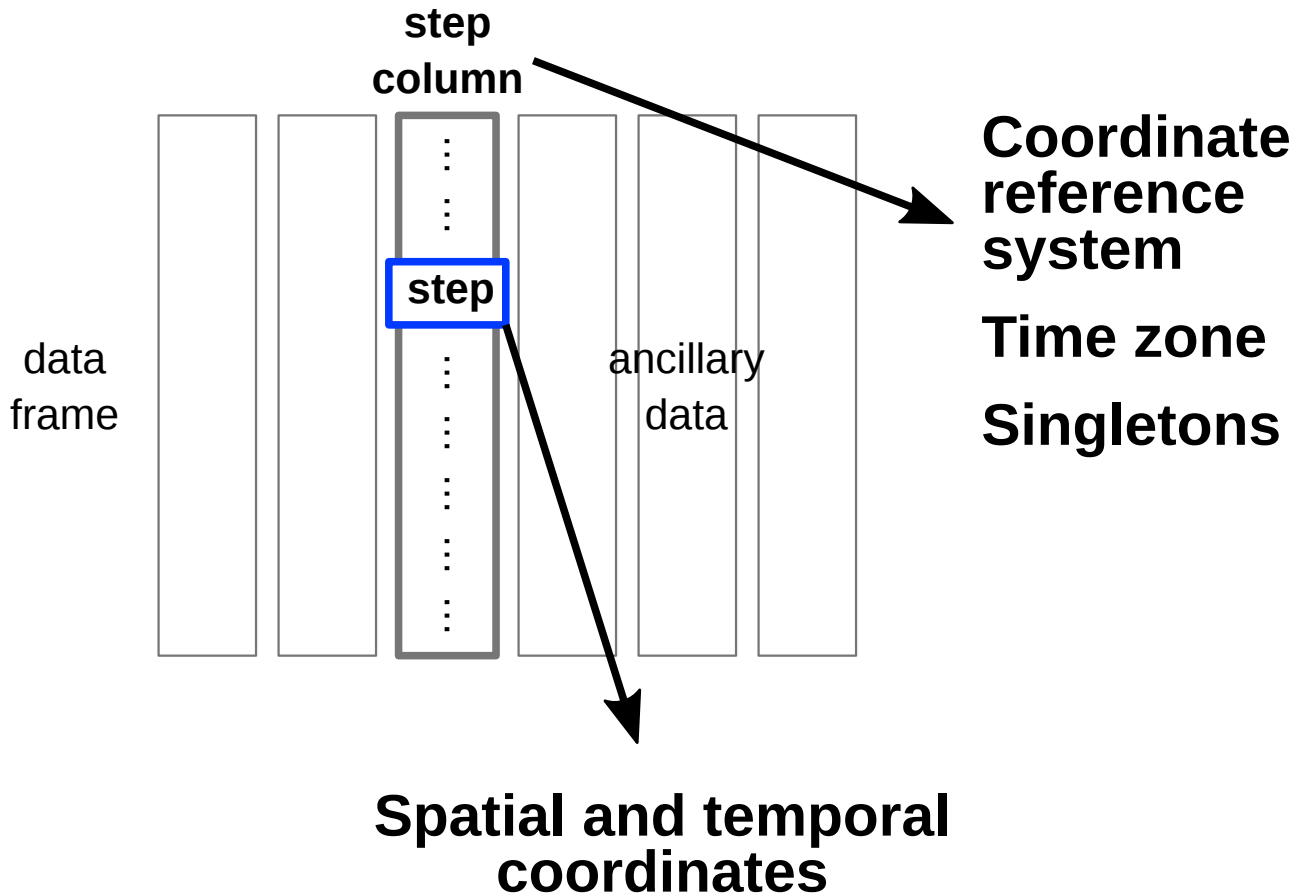 step
column
Coordinate
reference
system
step
Time zone
data
frame
ancillary
data
Singletons
Spatial and temporal
coordinates